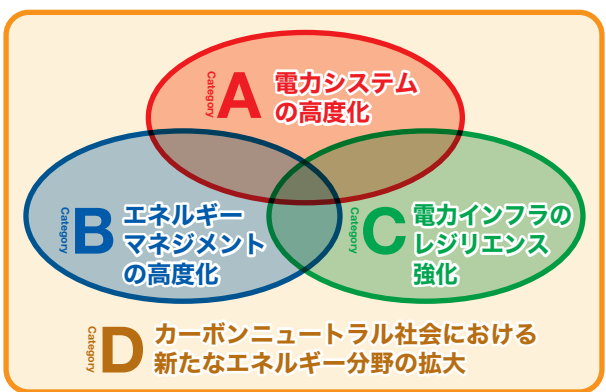 Category
A
電力システム
の高度化
Category
B
エネルギー
マネジメント
の高度化
Category
C
電力インフラの
レジリエンス
強化
Category
D
カーボンニュートラル社会における
新たなエネルギー分野の拡大